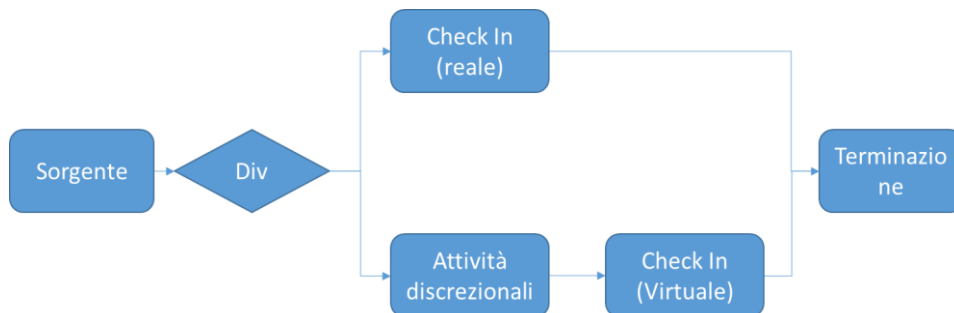 Check In
(reale)
Sorgente
Div
Terminazio
ne
Attività
discrezionali
Check In
(Virtuale)